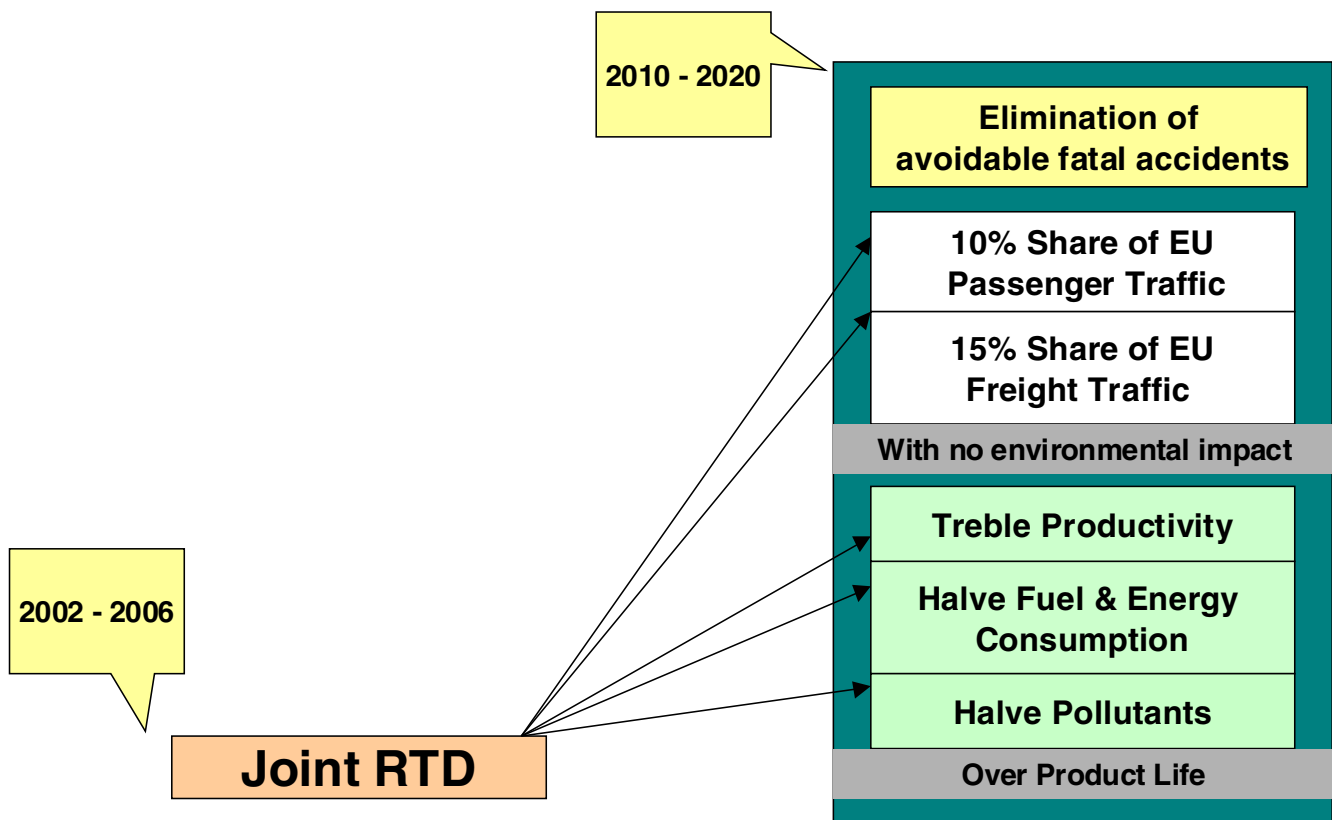 2010 - 2020
Elimination of
avoidable fatal accidents
10% Share of EU
Passenger Traffic
15% Share of EU
Freight Traffic
With no environmental impact
Treble Productivity
Halve Fuel & Energy
Consumption
Halve Pollutants
Over Product Life
2002 - 2006
Joint RTD